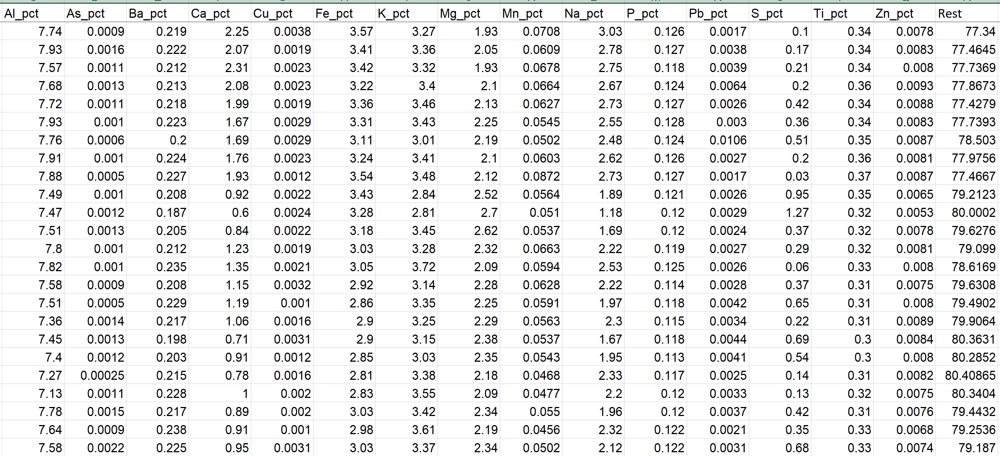 Al_pct As_pct Ba_pct Ca_pct Cu_pct Fe_pct K_pct Mg_pct Mn_pct Na_pct P_pct Pb_pct S_pct Ti_pct Zn_pct Rest
7.74 0.0009 0.219 2.25 0.0038 3.57 3.27 1.93 0.0708 3.03 0.126 0.0017 0.1 0.34 0.0078 77.34
7.93 0.0016 0.222 2.07 0.0019 3.41 3.36 2.05 0.0609 2.78 0.127 0.0038 0.17 0.34 0.0083 77.4645
7.57 0.0011 0.212 2.31 0.0023 3.42 3.32 1.93 0.0678 2.75 0.118 0.0039 0.21 0.34 0.008 77.7369
7.68 0.0013 0.213 2.08 0.0023 3.22 3.4 2.1 0.0664 2.67 0.124 0.0064 0.2 0.36 0.0093 77.8673
7.72 0.0011 0.218 1.99 0.0019 3.36 3.46 2.13 0.0627 2.73 0.127 0.0026 0.42 0.34 0.0088 77.4279
7.93 0.001 0.223 1.67 0.0029 3.31 3.43 2.25 0.0545 2.55 0.128 0.003 0.36 0.34 0.0083 77.7393
7.76 0.0006 0.2 1.69 0.0029 3.11 3.01 2.19 0.0502 2.48 0.124 0.0106 0.51 0.35 0.0087 78.503
7.91 0.001 0.224 1.76 0.0023 3.24 3.41 2.1 0.0603 2.62 0.126 0.0027 0.2 0.36 0.0081 77.9756
7.88 0.0005 0.227 1.93 0.0012 3.54 3.48 2.12 0.0872 2.73 0.127 0.0017 0.03 0.37 0.0087 77.4667
7.49 0.001 0.208 0.92 0.0022 3.43 2.84 2.52 0.0564 1.89 0.121 0.0026 0.95 0.35 0.0065 79.2123
7.47 0.0012 0.187 0.6 0.0024 3.28 2.81 2.7 0.051 1.18 0.12 0.0029 1.27 0.32 0.0053 80.0002
7.51 0.0013 0.205 0.84 0.0022 3.18 3.45 2.62 0.0537 1.69 0.12 0.0024 0.37 0.32 0.0078 79.6276
7.8 0.001 0.212 1.23 0.0019 3.03 3.28 2.32 0.0663 2.22 0.119 0.0027 0.29 0.32 0.0081 79.099
7.82 0.001 0.235 1.35 0.0021 3.05 3.72 2.09 0.0594 2.53 0.125 0.0026 0.06 0.33 0.008 78.6169
7.58 0.0009 0.208 1.15 0.0032 2.92 3.14 2.28 0.0628 2.22 0.114 0.0028 0.37 0.31 0.0075 79.6308
7.51 0.0005 0.229 1.19 0.001 2.86 3.35 2.25 0.0591 1.97 0.118 0.0042 0.65 0.31 0.008 79.4902
7.36 0.0014 0.217 1.06 0.0016 2.9 3.25 2.29 0.0563 2.3 0.115 0.0034 0.22 0.31 0.0089 79.9064
7.45 0.0013 0.198 0.71 0.0031 2.9 3.15 2.38 0.0537 1.67 0.118 0.0044 0.69 0.3 0.0084 80.3631
7.4 0.0012 0.203 0.91 0.0012 2.85 3.03 2.35 0.0543 1.95 0.113 0.0041 0.54 0.3 0.008 80.2852
7.27 0.00025 0.215 0.78 0.0016 2.81 3.38 2.18 0.0468 2.33 0.117 0.0025 0.14 0.31 0.0082 80.40865
7.13 0.0011 0.228 1 0.002 2.83 3.55 2.09 0.0477 2.2 0.12 0.0033 0.13 0.32 0.0075 80.3404
7.78 0.0015 0.217 0.89 0.002 3.03 3.42 2.34 0.055 1.96 0.12 0.0037 0.42 0.31 0.0076 79.4432
7.64 0.0009 0.238 0.91 0.001 2.98 3.61 2.19 0.0456 2.32 0.122 0.0021 0.35 0.33 0.0068 79.2536
7.58 0.0022 0.225 0.95 0.0031 3.03 3.37 2.34 0.0502 2.12 0.122 0.0031 0.68 0.33 0.0074 79.187